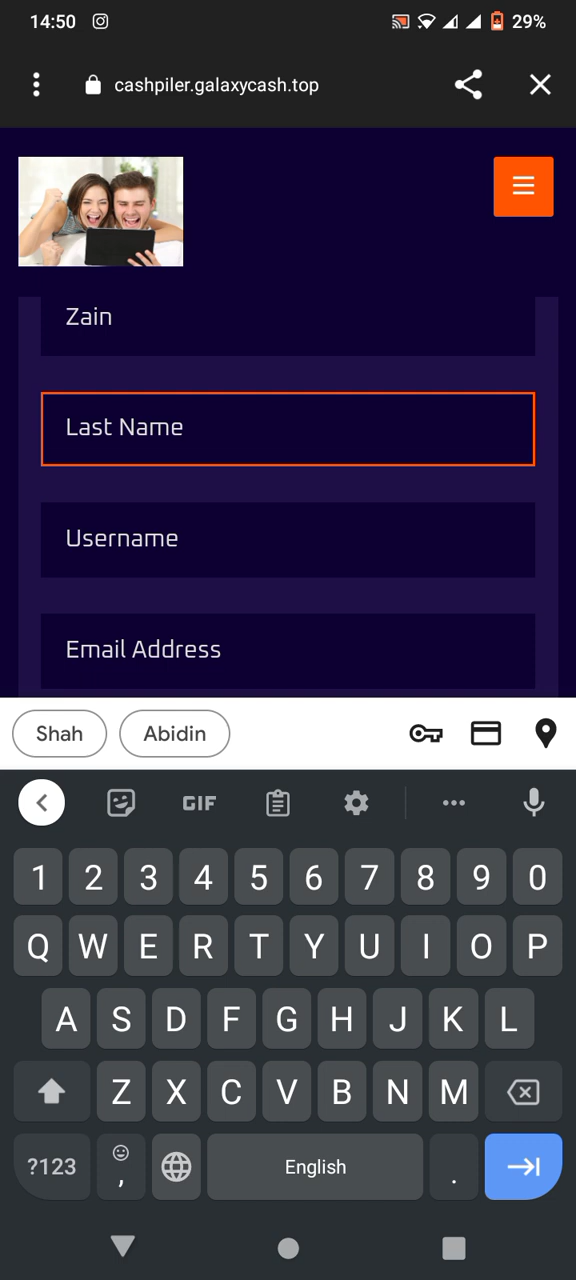 14:50 29%
cashpiler.galaxycash.top
Zain
Last Name
Username
Email Address
Shah Abidin
GIF
1 2 3 4 5 6 7 8 9 0
Q W E R T Y U I O P
A S D F G H J K L
Z X C V B N M
?123 , English .